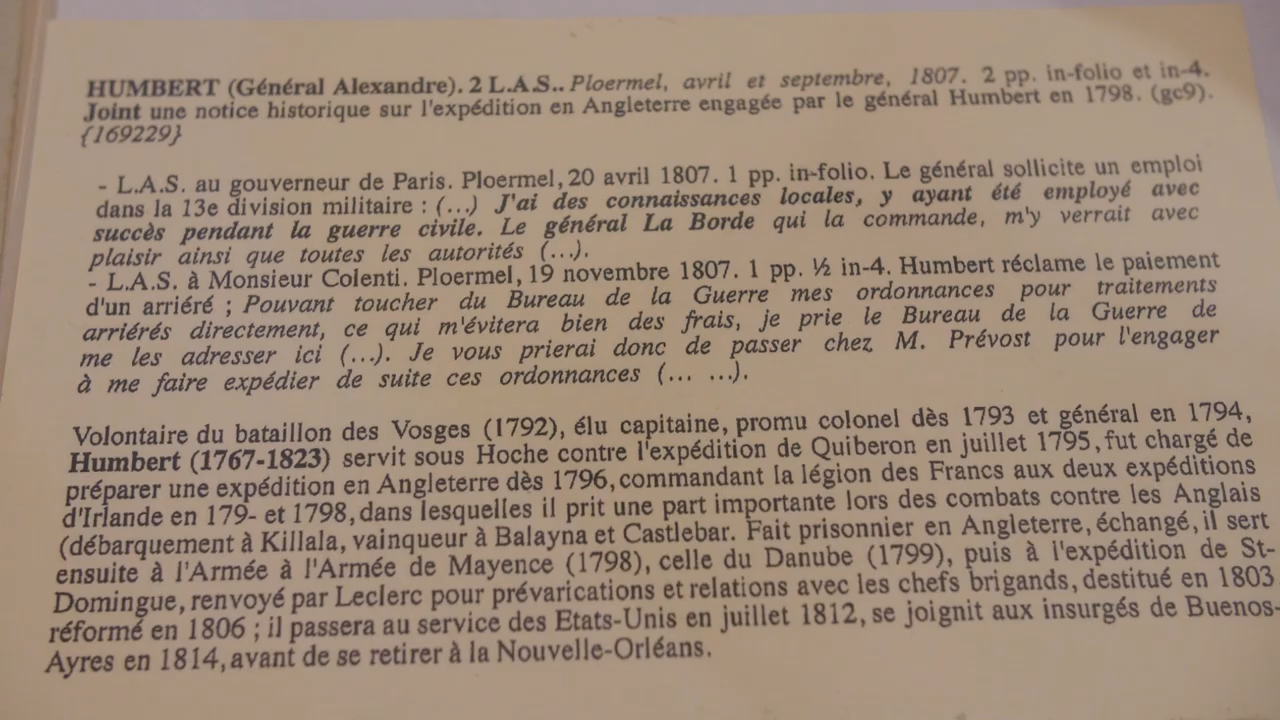 HUMBERT (Général Alexandre). 2 L.A.S.. Ploermel, avril et septembre, 1807. 2 pp. in-folio et in-4.
Joint une notice historique sur l'expédition en Angleterre engagée par le général Humbert en 1798. (gc9).
{169229}
- L.A.S. au gouverneur de Paris. Ploermel, 20 avril 1807. 1 pp. in-folio. Le général sollicite un emploi
dans la 13e division militaire : (...) J'ai des connaissances locales, y ayant été employé avec
succès pendant la guerre civile. Le général La Borde qui la commande, m'y verrait avec
plaisir ainsi que toutes les autorités (...).
- L.A.S. à Monsieur Colenti. Ploermel, 19 novembre 1807. 1 pp. ½ in-4. Humbert réclame le paiement
d'un arriéré ; Pouvant toucher du Bureau de la Guerre mes ordonnances pour traitements
arriérés directement, ce qui m'évitera bien des frais, je prie le Bureau de la Guerre de
me les adresser ici (...). Je vous prierai donc de passer chez M. Prévost pour l'engager
à me faire expédier de suite ces ordonnances (... ...).
Volontaire du bataillon des Vosges (1792), élu capitaine, promu colonel dès 1793 et général en 1794,
Humbert (1767-1823) servit sous Hoche contre l'expédition de Quiberon en juillet 1795, fut chargé de
préparer une expédition en Angleterre dès 1796, commandant la légion des Francs aux deux expéditions
d'Irlande en 179- et 1798, dans lesquelles il prit une part importante lors des combats contre les Anglais
(débarquement à Killala, vainqueur à Balayna et Castlebar. Fait prisonnier en Angleterre, échangé, il sert
ensuite à l'Armée à l'Armée de Mayence (1798), celle du Danube (1799), puis à l'expédition de St-
Domingue, renvoyé par Leclerc pour prévarications et relations avec les chefs brigands, destitué en 1803
réformé en 1806 ; il passera au service des Etats-Unis en juillet 1812, se joignit aux insurgés de Buenos-
Ayres en 1814, avant de se retirer à la Nouvelle-Orléans.